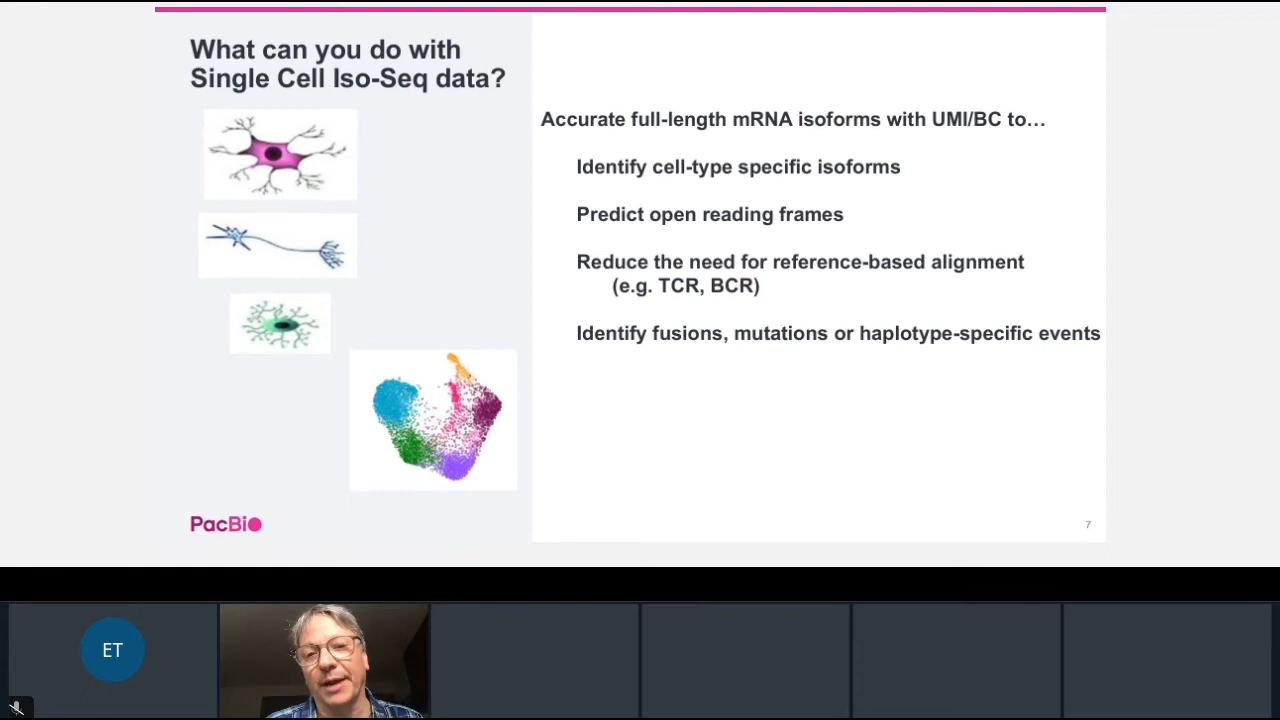 What can you do with
Single Cell Iso-Seq data?
Accurate full-length mRNA isoforms with UMI/BC to…
Identify cell-type specific isoforms
Predict open reading frames
Reduce the need for reference-based alignment
(e.g. TCR, BCR)
Identify fusions, mutations or haplotype-specific events
PacBio
7
ET